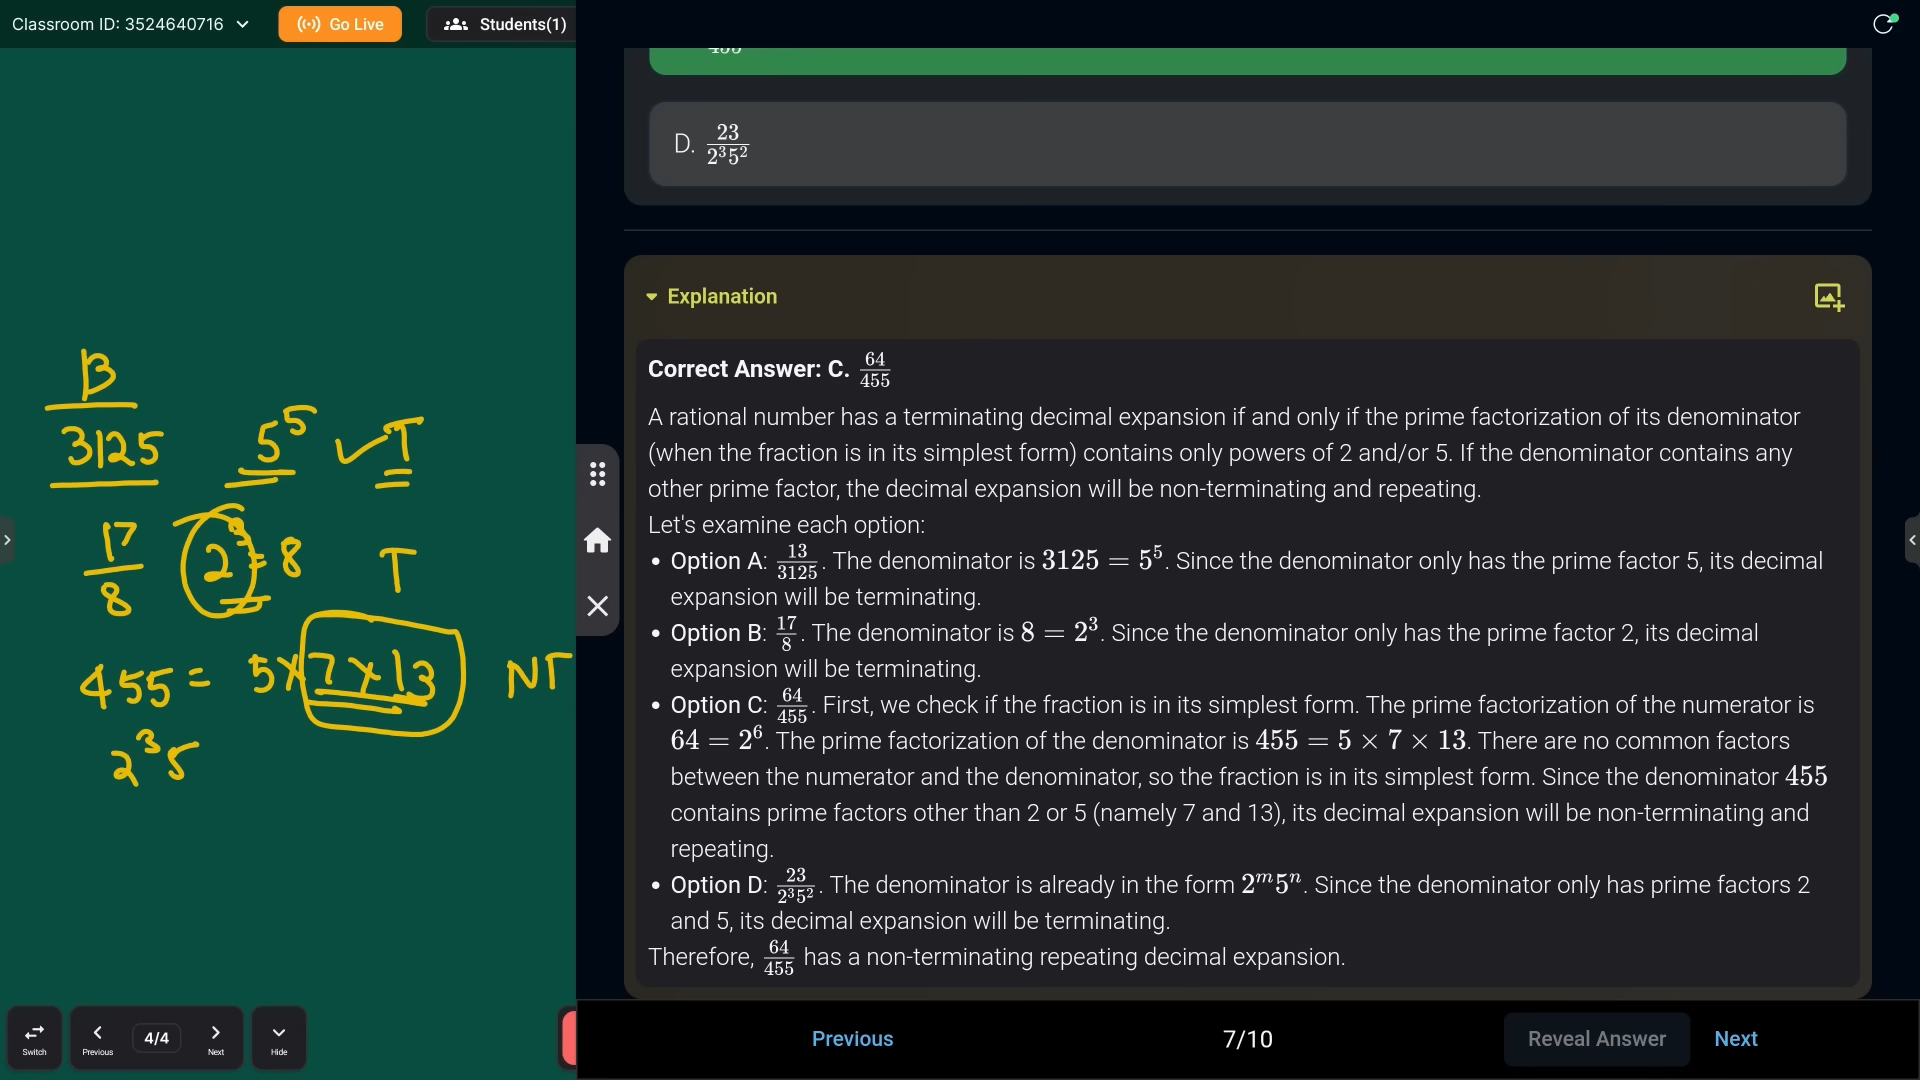 Classroom ID: 3524640716
Go Live
Students(1)
D. 23/2³5²
Explanation
Correct Answer: C. 64/455
A rational number has a terminating decimal expansion if and only if the prime factorization of its denominator
(when the fraction is in its simplest form) contains only powers of 2 and/or 5. If the denominator contains any
other prime factor, the decimal expansion will be non-terminating and repeating.
Let's examine each option:
• Option A: 13/3125. The denominator is 3125 = 5⁵. Since the denominator only has the prime factor 5, its decimal
expansion will be terminating.
• Option B: 17/8. The denominator is 8 = 2³. Since the denominator only has the prime factor 2, its decimal
expansion will be terminating.
• Option C: 64/455. First, we check if the fraction is in its simplest form. The prime factorization of the numerator is
64 = 2⁶. The prime factorization of the denominator is 455 = 5 × 7 × 13. There are no common factors
between the numerator and the denominator, so the fraction is in its simplest form. Since the denominator 455
contains prime factors other than 2 or 5 (namely 7 and 13), its decimal expansion will be non-terminating and
repeating.
• Option D: 23/2³5². The denominator is already in the form 2ᵐ5ⁿ. Since the denominator only has prime factors 2
and 5, its decimal expansion will be terminating.
Therefore, 64/455 has a non-terminating repeating decimal expansion.
13/3125 5⁵ ✓ T
17/8 2³ = 8 T
455 = 5×7×13 NT
2³5
Switch
Previous
4/4
Next
Hide
Previous
7/10
Reveal Answer
Next